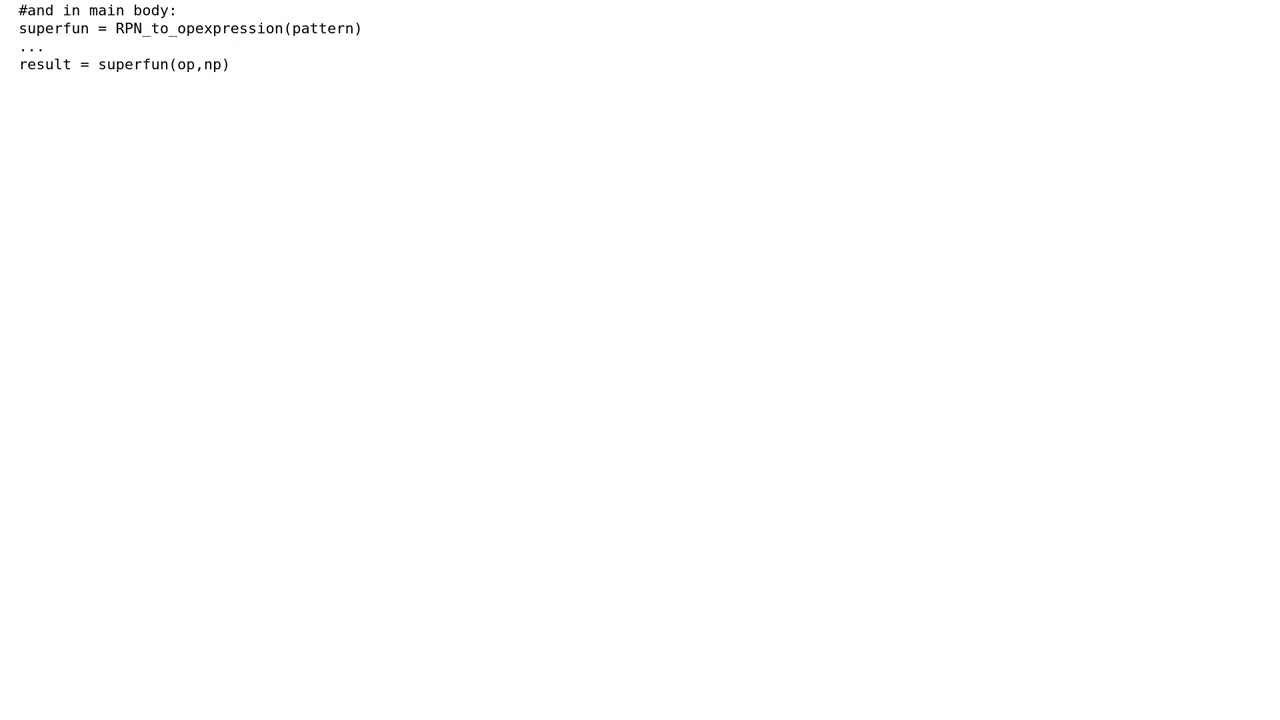 #and in main body:
superfun = RPN_to_opexpression(pattern)
...
result = superfun(op,np)